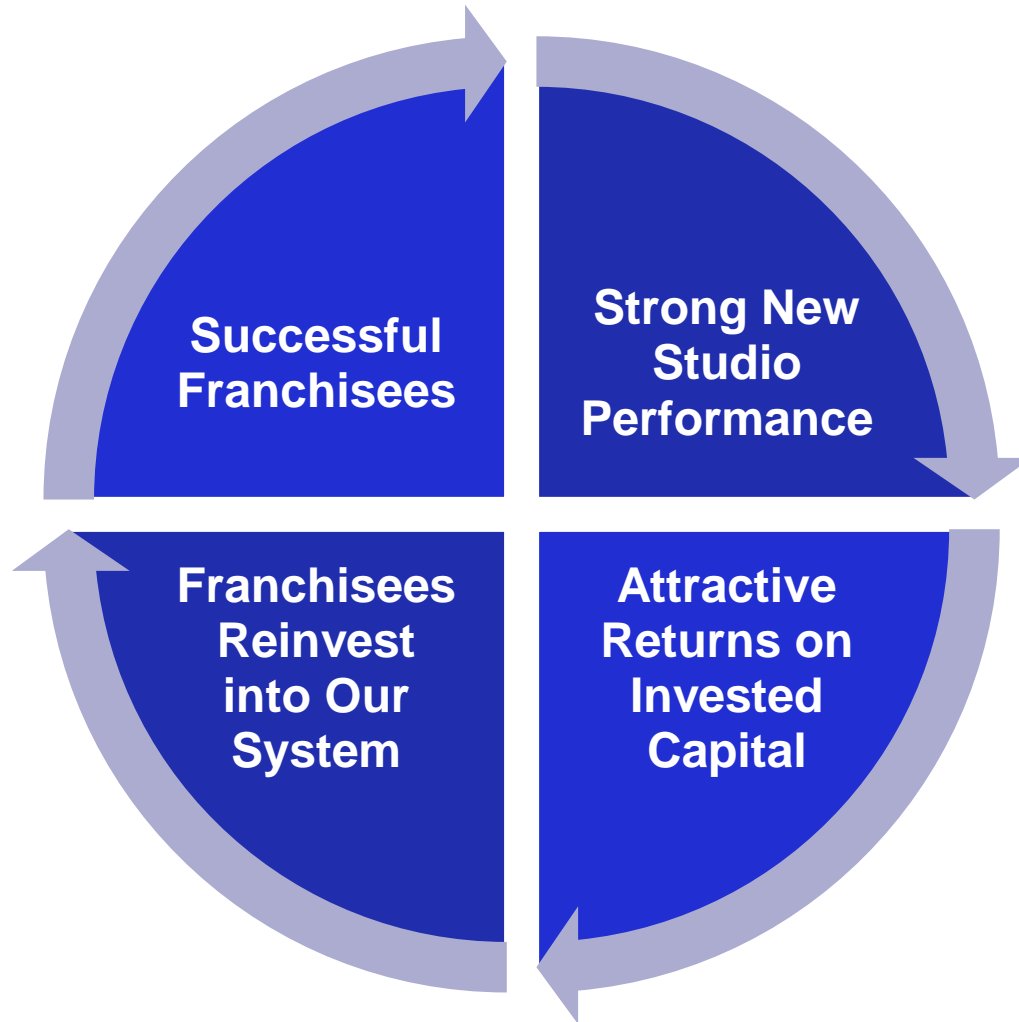 Successful
Franchisees
Strong New
Studio
Performance
Franchisees
Reinvest
into Our
System
Attractive
Returns on
Invested
Capital